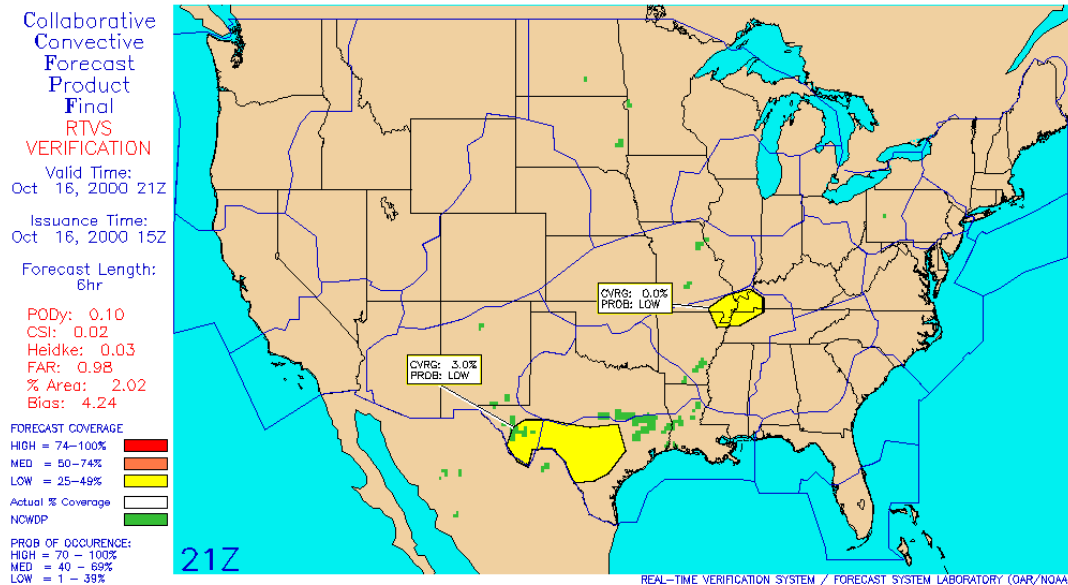 Collaborative
Convective
Forecast
Product
Final
RTVS
VERIFICATION
Valid Time:
Oct 16, 2000 21Z
Issuance Time:
Oct 16, 2000 15Z
Forecast Length:
6hr
PODy: 0.10
CSI: 0.02
Heidke: 0.03
FAR: 0.98
% Area: 2.02
Bias: 4.24
FORECAST COVERAGE
HIGH = 74-100%
MED = 50-74%
LOW = 25-49%
Actual % Coverage
NCWDP
PROB OF OCCURENCE:
HIGH = 70 - 100%
MED = 40 - 69%
LOW = 1 - 39%
CVRG: 0.0%
PROB: LOW
CVRG: 3.0%
PROB: LOW
21Z
REAL-TIME VERIFICATION SYSTEM / FORECAST SYSTEM LABORATORY (OAR/NOAA